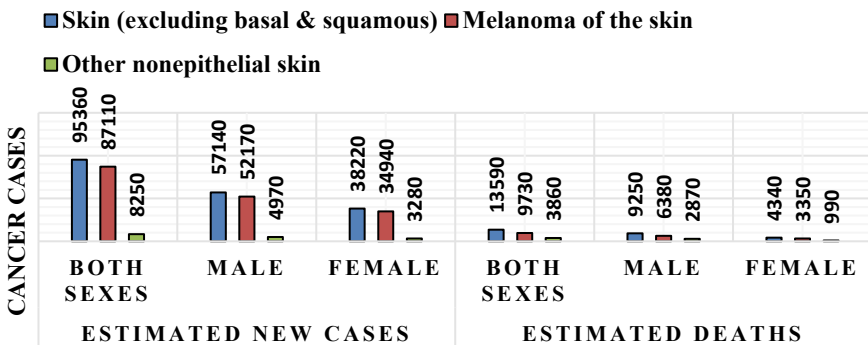 Skin (excluding basal & squamous) Melanoma of the skin
Other nonepithelial skin
CANCER CASES
95360 87110 8250 57140 52170 4970 38220 34940 3280 13590 9730 3860 9250 6380 2870 4340 3350 990
BOTH SEXES MALE FEMALE BOTH SEXES MALE FEMALE
ESTIMATED NEW CASES ESTIMATED DEATHS